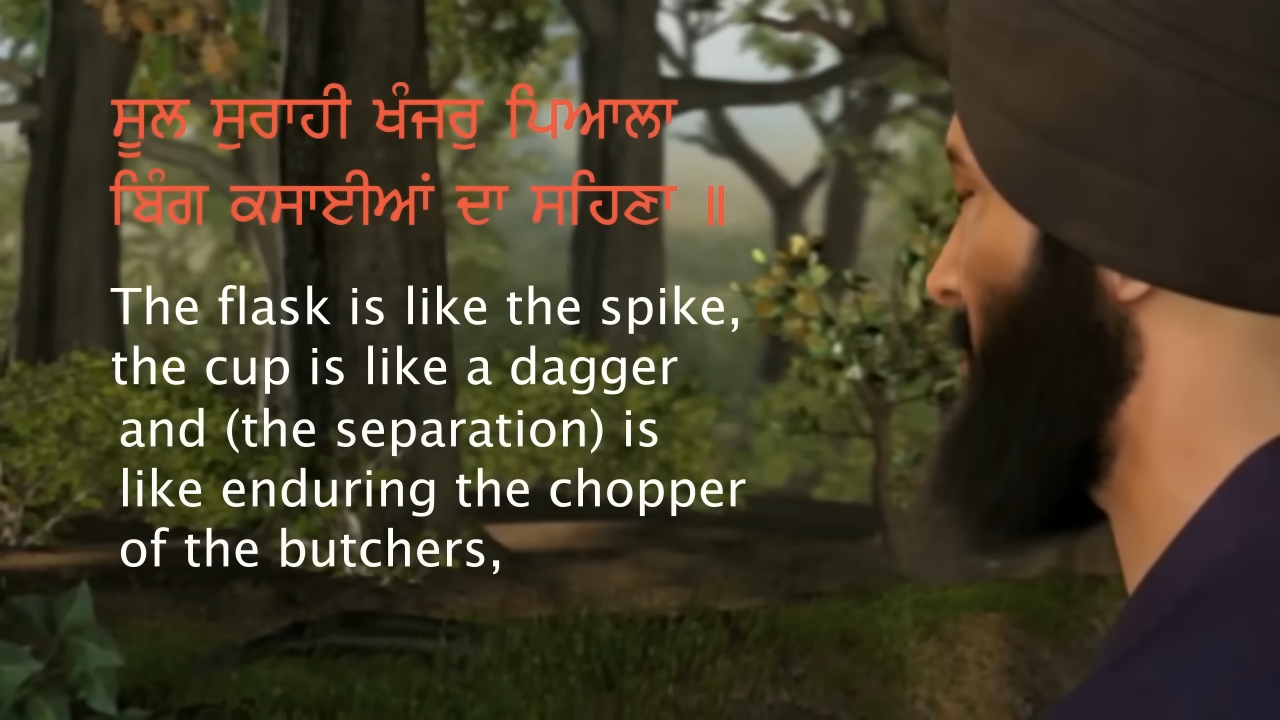 ਸੂਲ ਸੁਰਾਹੀ ਖੰਜਰੁ ਪਿਆਲਾ
ਬਿੰਗ ਕਸਾਈਆਂ ਦਾ ਸਹਿਣਾ ॥
The flask is like the spike,
the cup is like a dagger
and (the separation) is
like enduring the chopper
of the butchers,